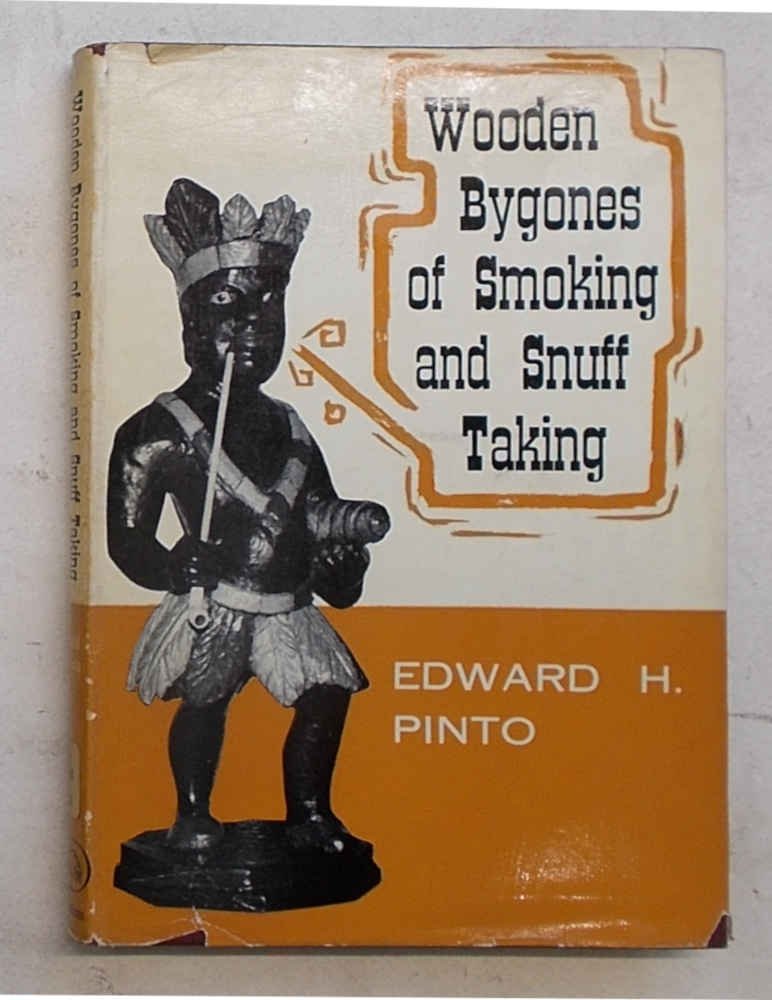 Wooden
Bygones
of Smoking
and Snuff
Taking
EDWARD H.
PINTO
Wooden Bygones of Smoking and Snuff Taking